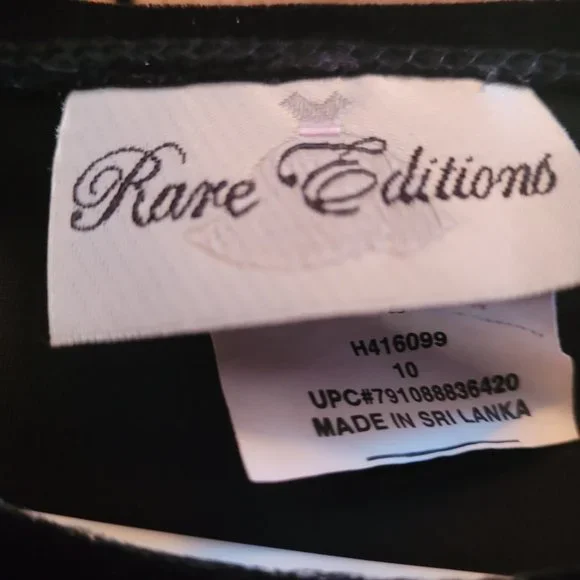 Rare Editions
H416099
10
UPC#791088836420
MADE IN SRI LANKA